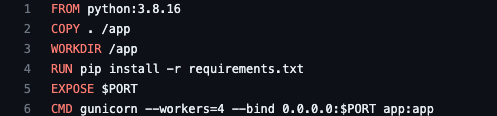 1 FROM python:3.8.16
2 COPY . /app
3 WORKDIR /app
4 RUN pip install -r requirements.txt
5 EXPOSE $PORT
6 CMD gunicorn --workers=4 --bind 0.0.0.0:$PORT app:app